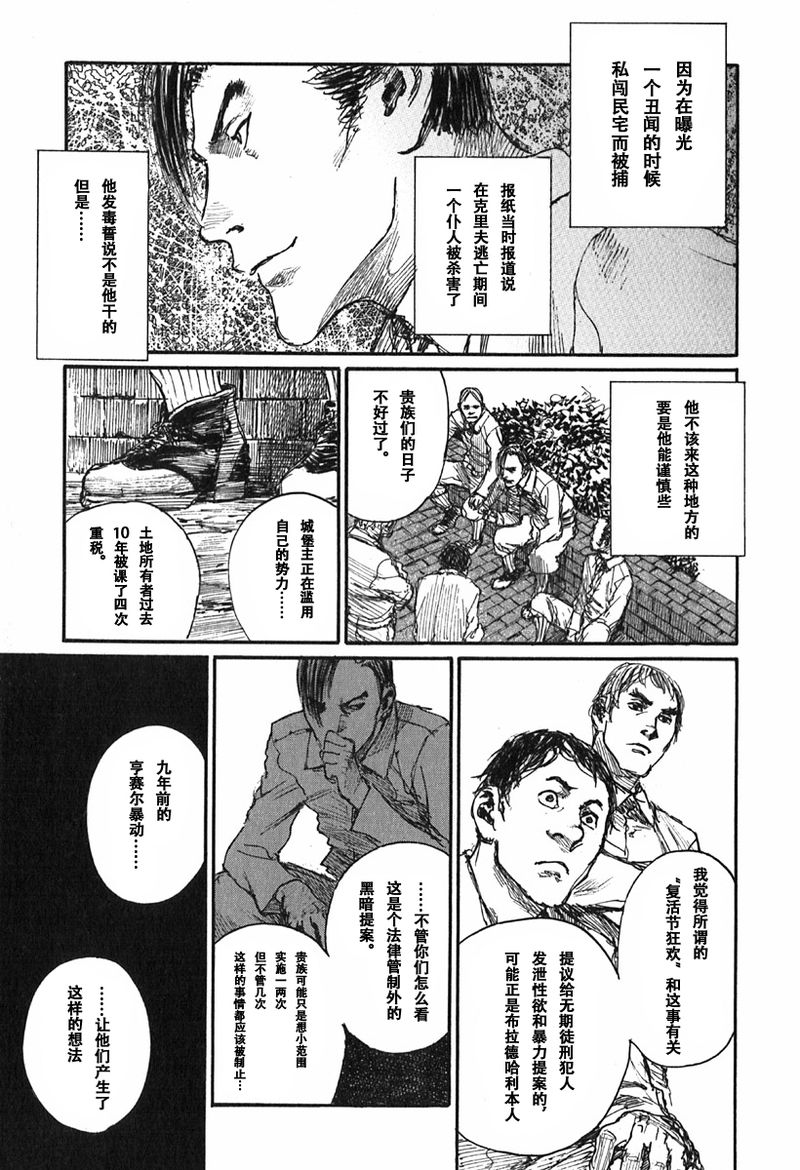 因为在曝光
一个丑闻的时候
私闯民宅而被捕
报纸当时报道说
在克里夫逃亡期间
一个仆人被杀害了
他发毒誓说不是他干的
但是……
他不该来这种地方的
要是他能谨慎些
贵族们的日子
不好过了。
城堡主正在滥用
自己的势力……
土地所有者过去
10年被课了四次
重税。
我觉得所谓的
“复活节狂欢”和这事有关
提议给无期徒刑犯人
发泄性欲和暴力提案的，
可能正是布拉德哈利本人
……不管你们怎么看
这是个法律管制外的
黑暗提案。
贵族可能只是想小范围
实施一两次
但不管几次
这样的事情都应该被制止…
九年前的
亨赛尔暴动……
……让他们产生了
这样的想法